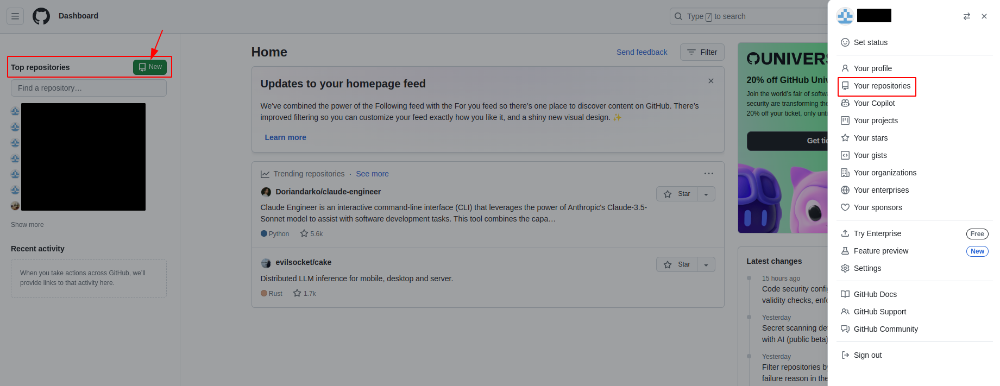 Dashboard
Type / to search
Top repositories
New
Find a repository…
Show more
Recent activity
When you take actions across GitHub, we'll
provide links to that activity here.
Home
Send feedback
Filter
Updates to your homepage feed
We've combined the power of the Following feed with the For you feed so there's one place to discover content on GitHub. There's
improved filtering so you can customize your feed exactly how you like it, and a shiny new visual design. ✨
Learn more
Trending repositories · See more
Doriandarko/claude-engineer
Star
Claude Engineer is an interactive command-line interface (CLI) that leverages the power of Anthropic's Claude-3.5-
Sonnet model to assist with software development tasks. This tool combines the capa…
Python 5.6k
evilsocket/cake
Star
Distributed LLM inference for mobile, desktop and server.
Rust 1.7k
UNIVERS
20% off GitHub Univ
Join the world's fair of softw
security are transforming the
20% off your ticket, only unti
Get tic
Latest changes
15 hours ago
Code security config
validity checks, enfo
Yesterday
Secret scanning de
with AI (public beta)
Yesterday
Filter repositories by
failure reason in the
Set status
Your profile
Your repositories
Your Copilot
Your projects
Your stars
Your gists
Your organizations
Your enterprises
Your sponsors
Try Enterprise Free
Feature preview New
Settings
GitHub Docs
GitHub Support
GitHub Community
Sign out